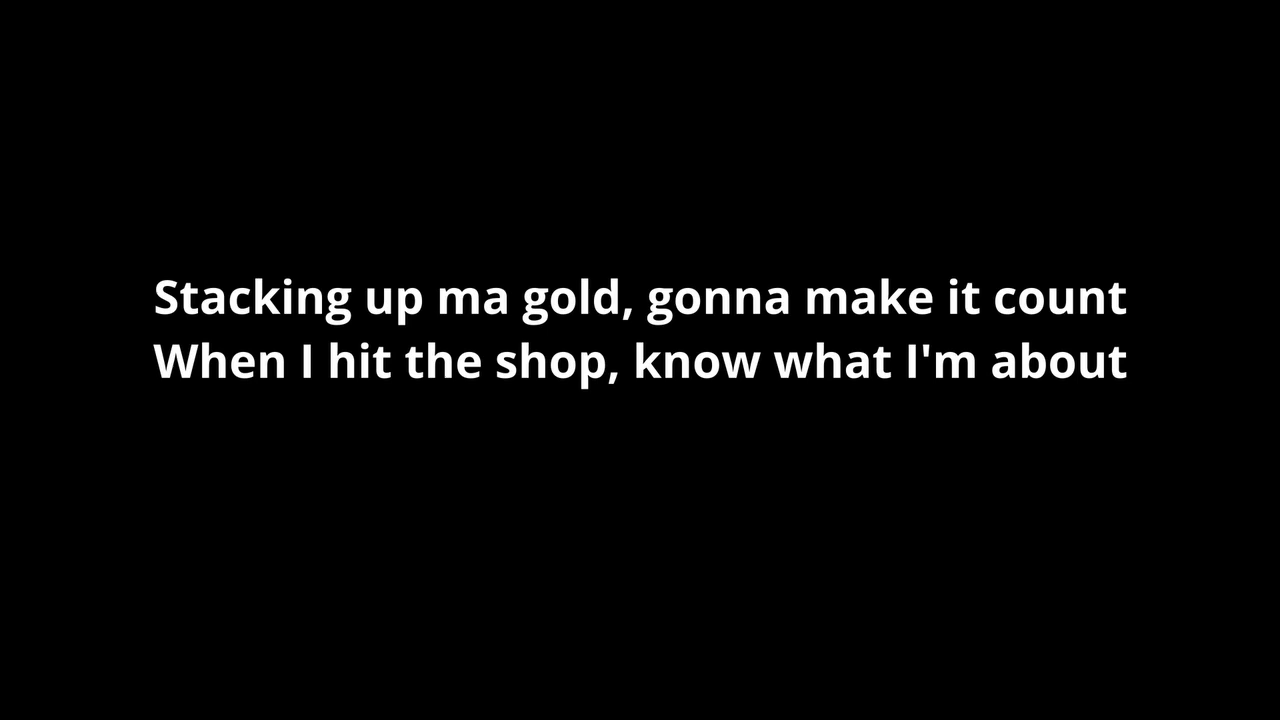 Stacking up ma gold, gonna make it count
When I hit the shop, know what I'm about